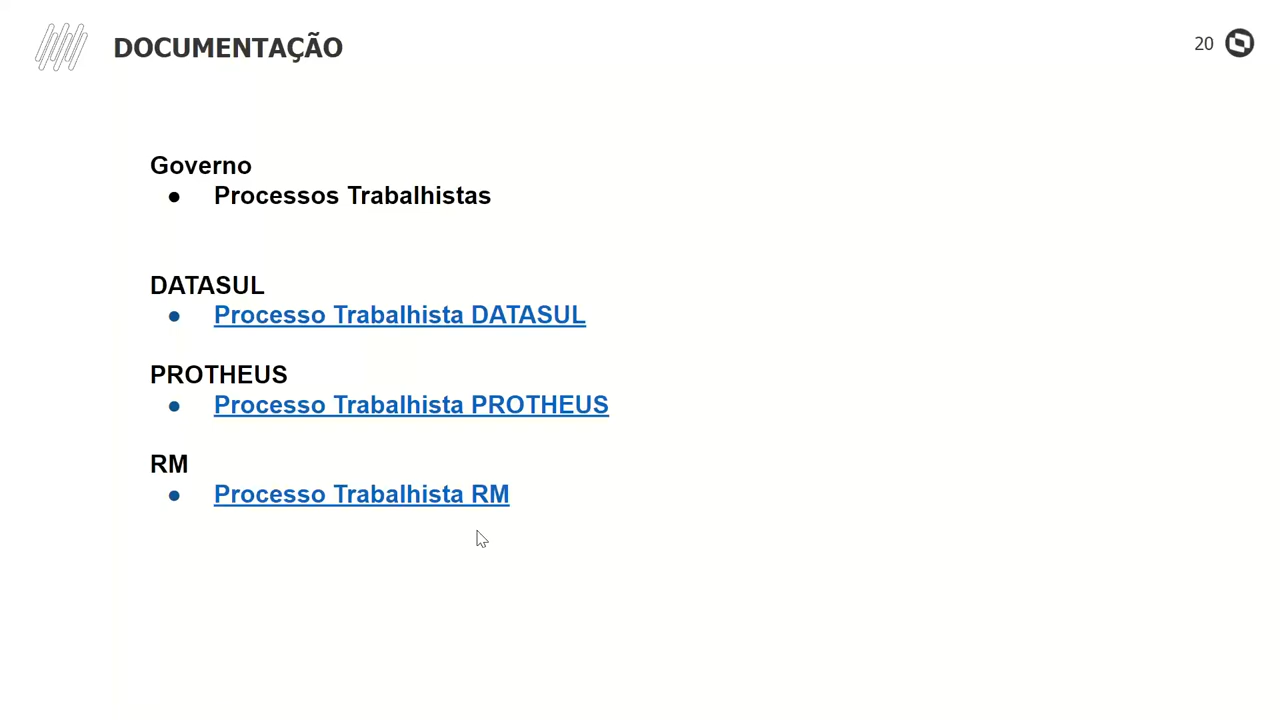 DOCUMENTAÇÃO
20
Governo
● Processos Trabalhistas
DATASUL
● Processo Trabalhista DATASUL
PROTHEUS
● Processo Trabalhista PROTHEUS
RM
● Processo Trabalhista RM